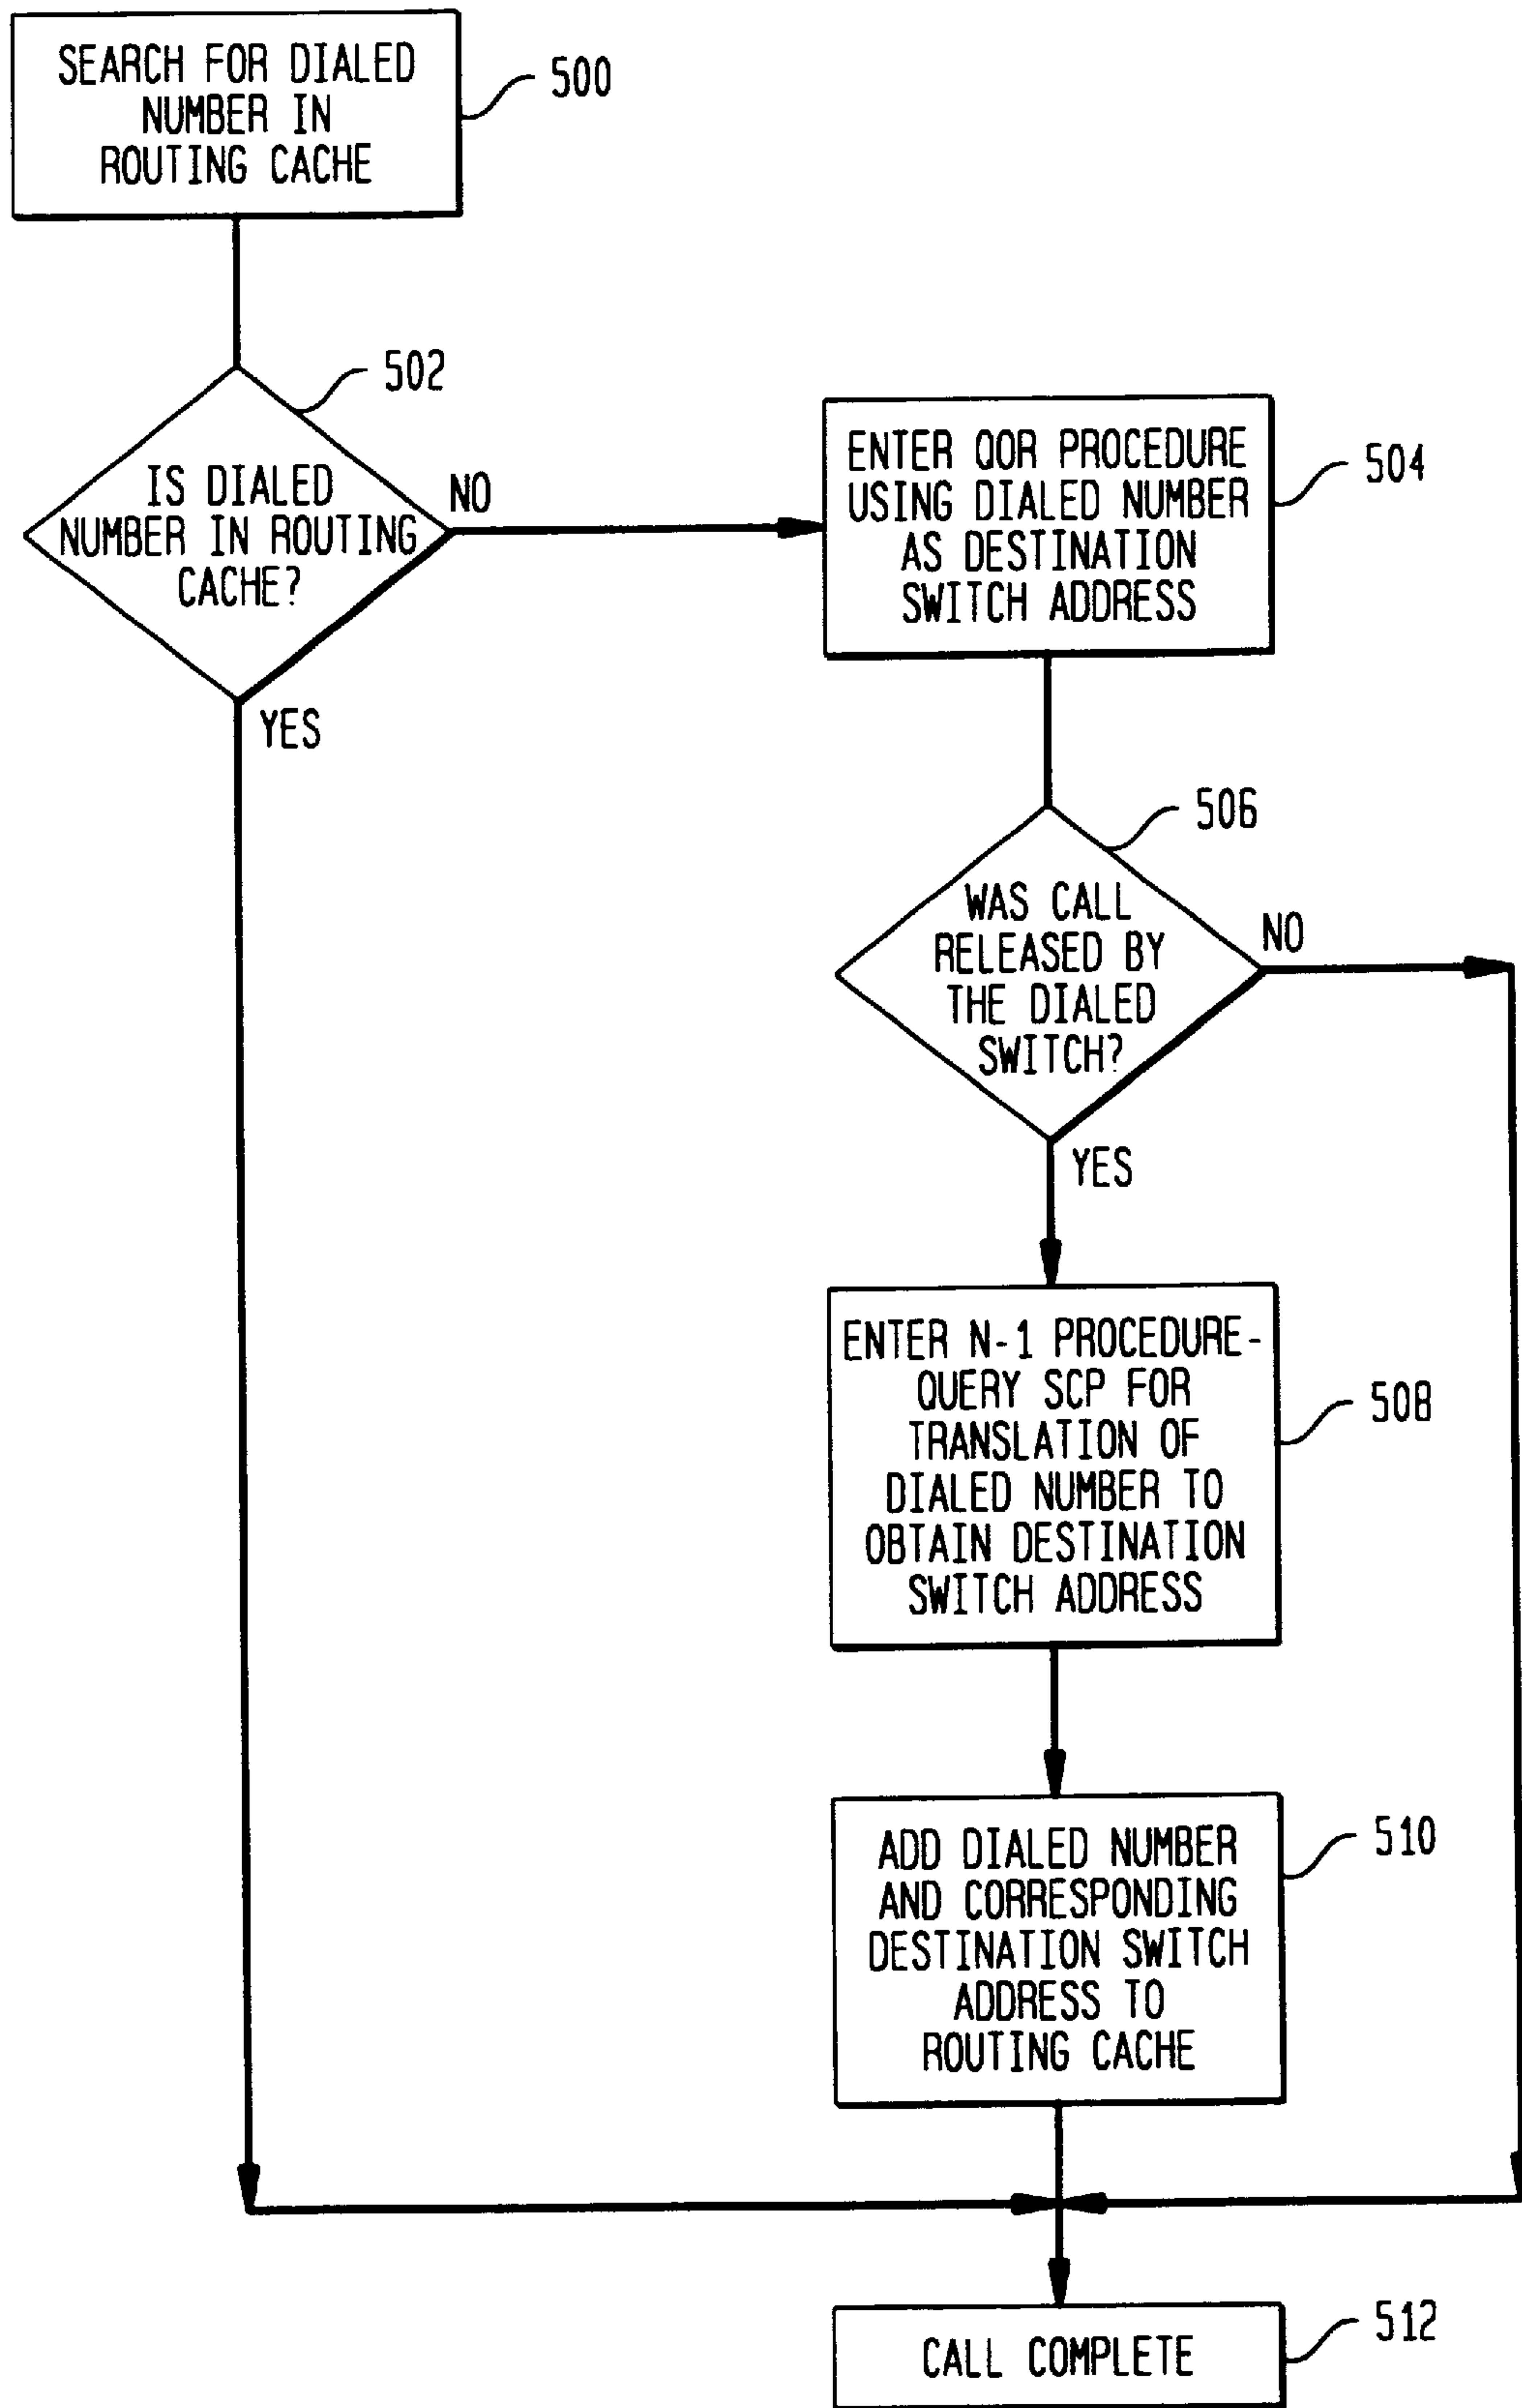 SEARCH FOR DIALED
NUMBER IN
ROUTING CACHE
500
502
IS DIALED
NUMBER IN ROUTING
CACHE?
NO
YES
ENTER QOR PROCEDURE
USING DIALED NUMBER
AS DESTINATION
SWITCH ADDRESS
504
506
WAS CALL
RELEASED BY
THE DIALED
SWITCH?
NO
YES
ENTER N-1 PROCEDURE-
QUERY SCP FOR
TRANSLATION OF
DIALED NUMBER TO
OBTAIN DESTINATION
SWITCH ADDRESS
508
ADD DIALED NUMBER
AND CORRESPONDING
DESTINATION SWITCH
ADDRESS TO
ROUTING CACHE
510
CALL COMPLETE
512